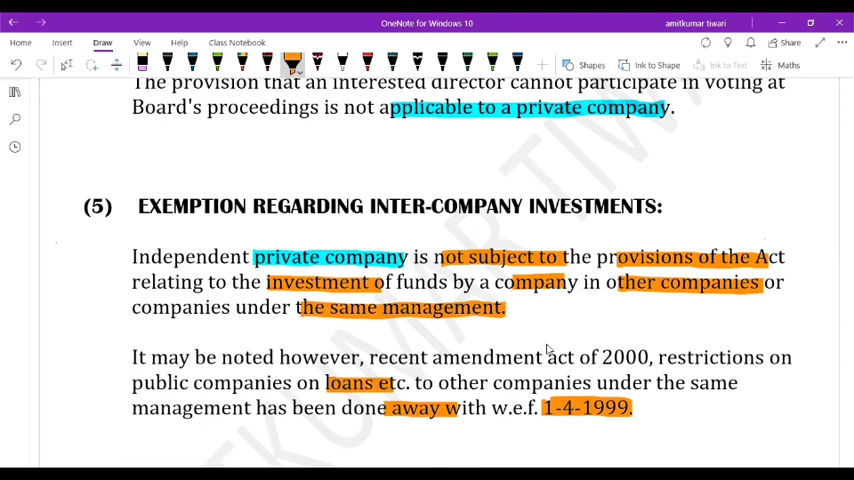 OneNote for Windows 10
amitkumar tiwari
Home Insert Draw View Help Class Notebook
Share
Shapes Ink to Shape Ink to Text Maths
The provision that an interested director cannot participate in voting at
Board's proceedings is not applicable to a private company.
(5) EXEMPTION REGARDING INTER-COMPANY INVESTMENTS:
Independent private company is not subject to the provisions of the Act
relating to the investment of funds by a company in other companies or
companies under the same management.
It may be noted however, recent amendment act of 2000, restrictions on
public companies on loans etc. to other companies under the same
management has been done away with w.e.f. 1-4-1999.